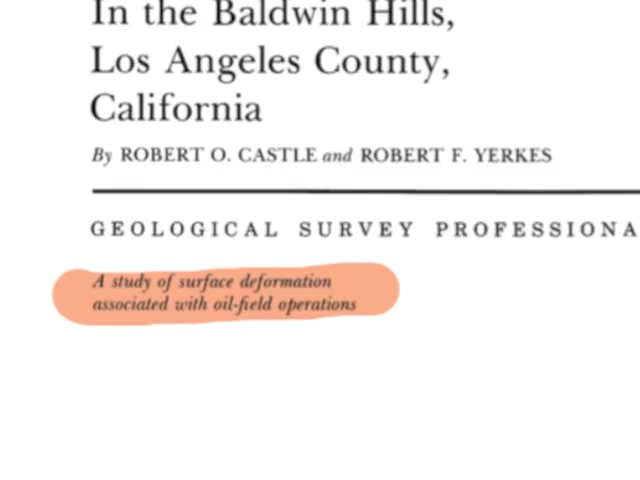 In the Baldwin Hills,
Los Angeles County,
California
By ROBERT O. CASTLE and ROBERT F. YERKES
GEOLOGICAL SURVEY PROFESSIONA
A study of surface deformation
associated with oil-field operations